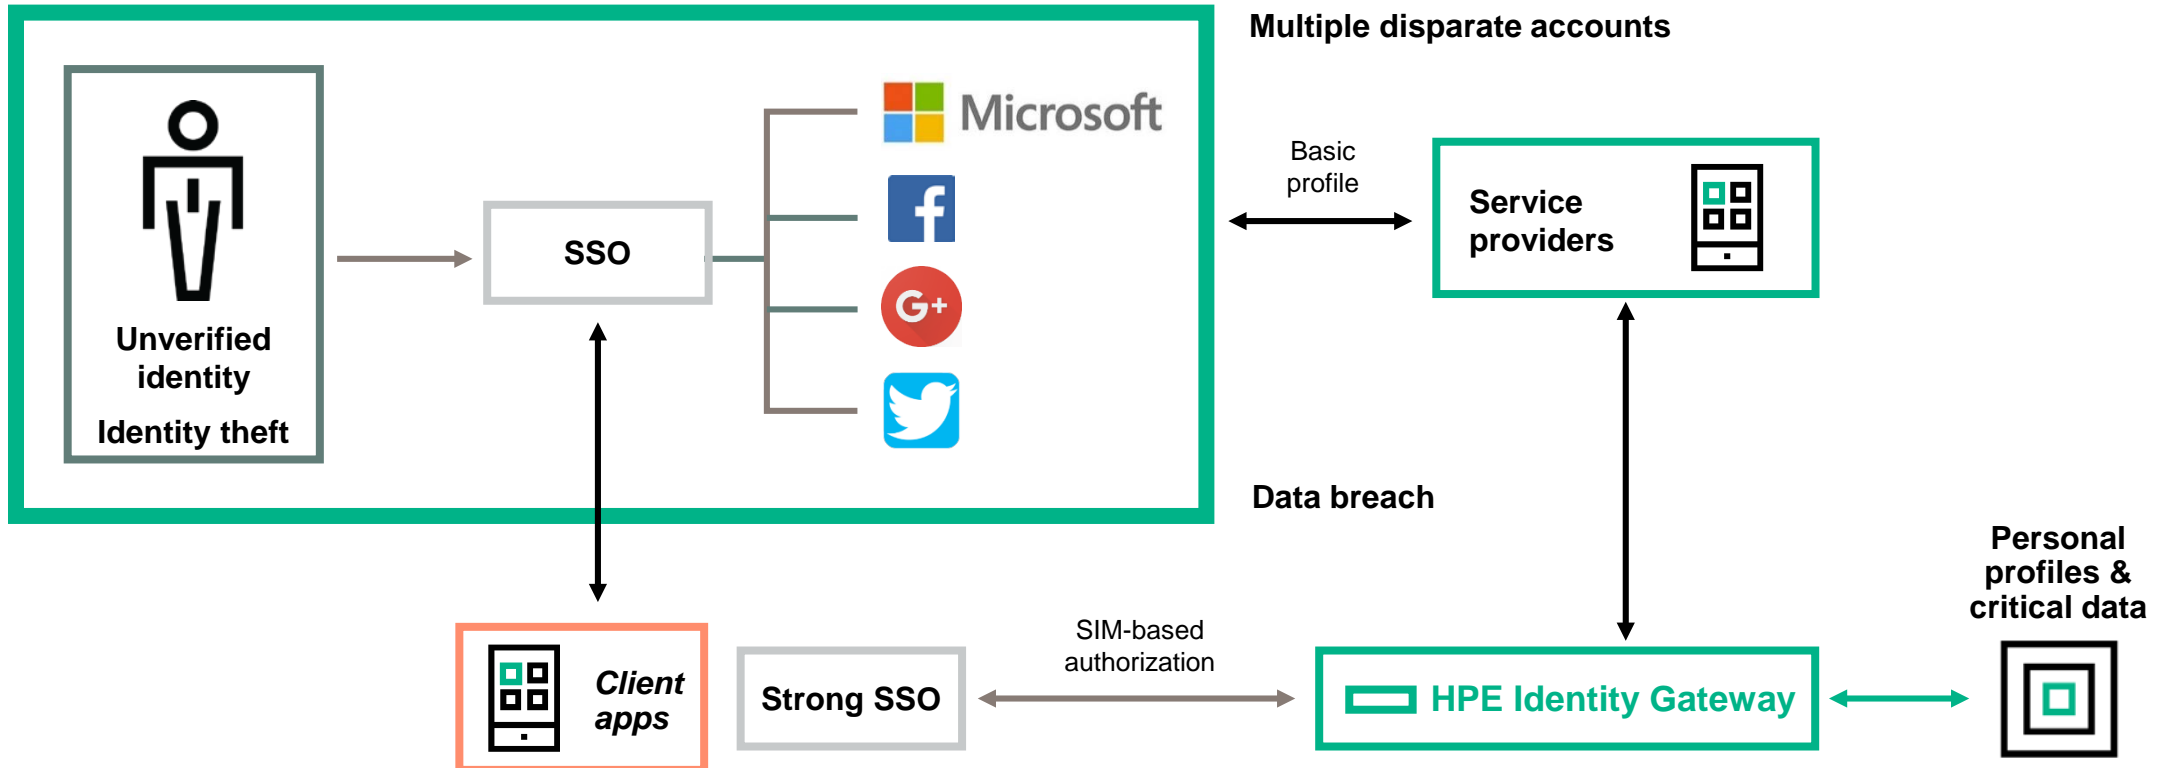 Multiple disparate accounts
Microsoft
Basic
profile
Service
providers
SSO
f
G+
Unverified
identity
Identity theft
Data breach
Personal
profiles &
critical data
SIM-based
authorization
Client
apps
Strong SSO
HPE Identity Gateway